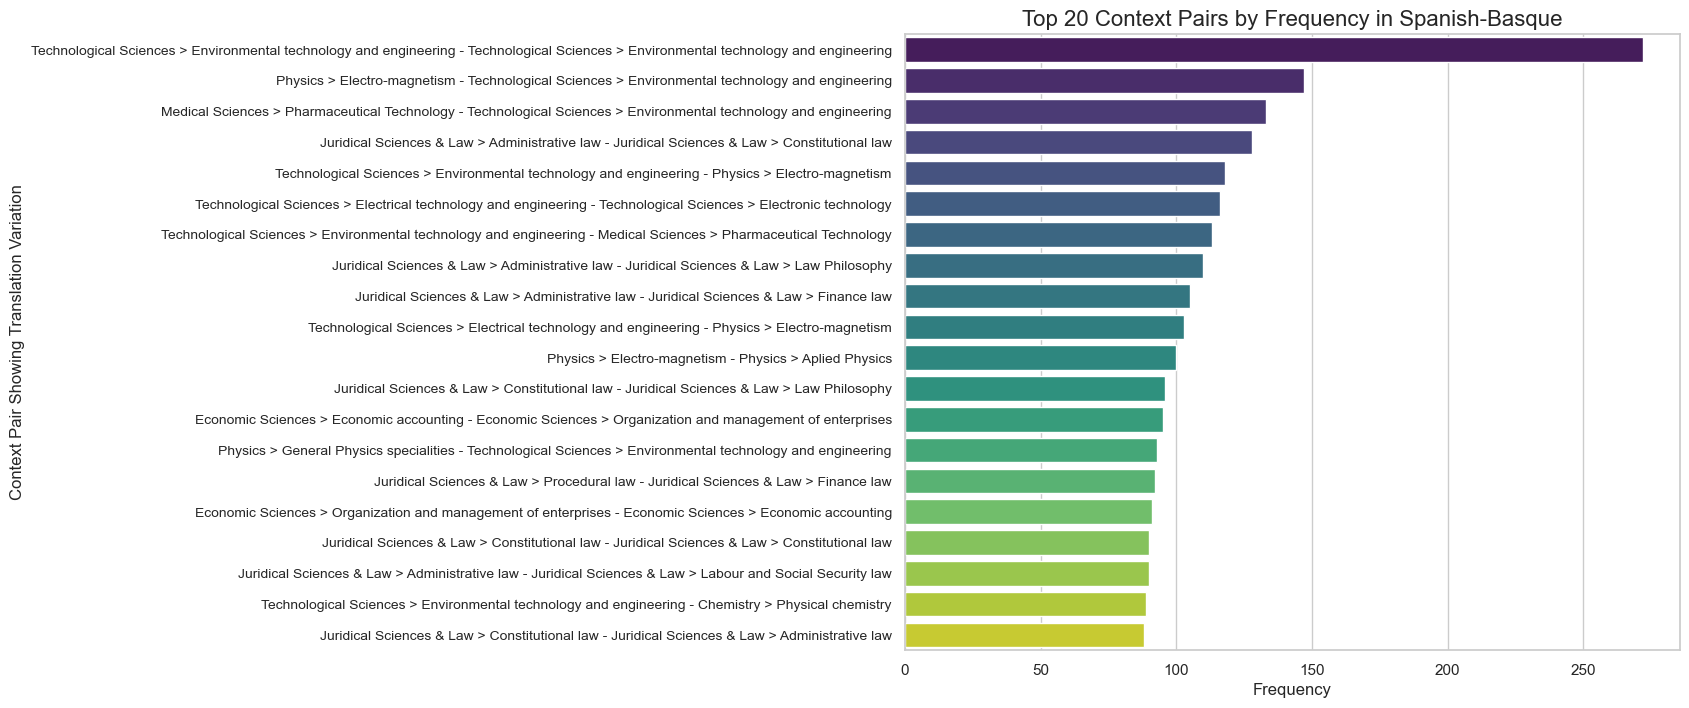 Top 20 Context Pairs by Frequency in Spanish-Basque
Context Pair Showing Translation Variation
Technological Sciences > Environmental technology and engineering - Technological Sciences > Environmental technology and engineering
Physics > Electro-magnetism - Technological Sciences > Environmental technology and engineering
Medical Sciences > Pharmaceutical Technology - Technological Sciences > Environmental technology and engineering
Juridical Sciences & Law > Administrative law - Juridical Sciences & Law > Constitutional law
Technological Sciences > Environmental technology and engineering - Physics > Electro-magnetism
Technological Sciences > Electrical technology and engineering - Technological Sciences > Electronic technology
Technological Sciences > Environmental technology and engineering - Medical Sciences > Pharmaceutical Technology
Juridical Sciences & Law > Administrative law - Juridical Sciences & Law > Law Philosophy
Juridical Sciences & Law > Administrative law - Juridical Sciences & Law > Finance law
Technological Sciences > Electrical technology and engineering - Physics > Electro-magnetism
Physics > Electro-magnetism - Physics > Aplied Physics
Juridical Sciences & Law > Constitutional law - Juridical Sciences & Law > Law Philosophy
Economic Sciences > Economic accounting - Economic Sciences > Organization and management of enterprises
Physics > General Physics specialities - Technological Sciences > Environmental technology and engineering
Juridical Sciences & Law > Procedural law - Juridical Sciences & Law > Finance law
Economic Sciences > Organization and management of enterprises - Economic Sciences > Economic accounting
Juridical Sciences & Law > Constitutional law - Juridical Sciences & Law > Constitutional law
Juridical Sciences & Law > Administrative law - Juridical Sciences & Law > Labour and Social Security law
Technological Sciences > Environmental technology and engineering - Chemistry > Physical chemistry
Juridical Sciences & Law > Constitutional law - Juridical Sciences & Law > Administrative law
0 50 100 150 200 250
Frequency